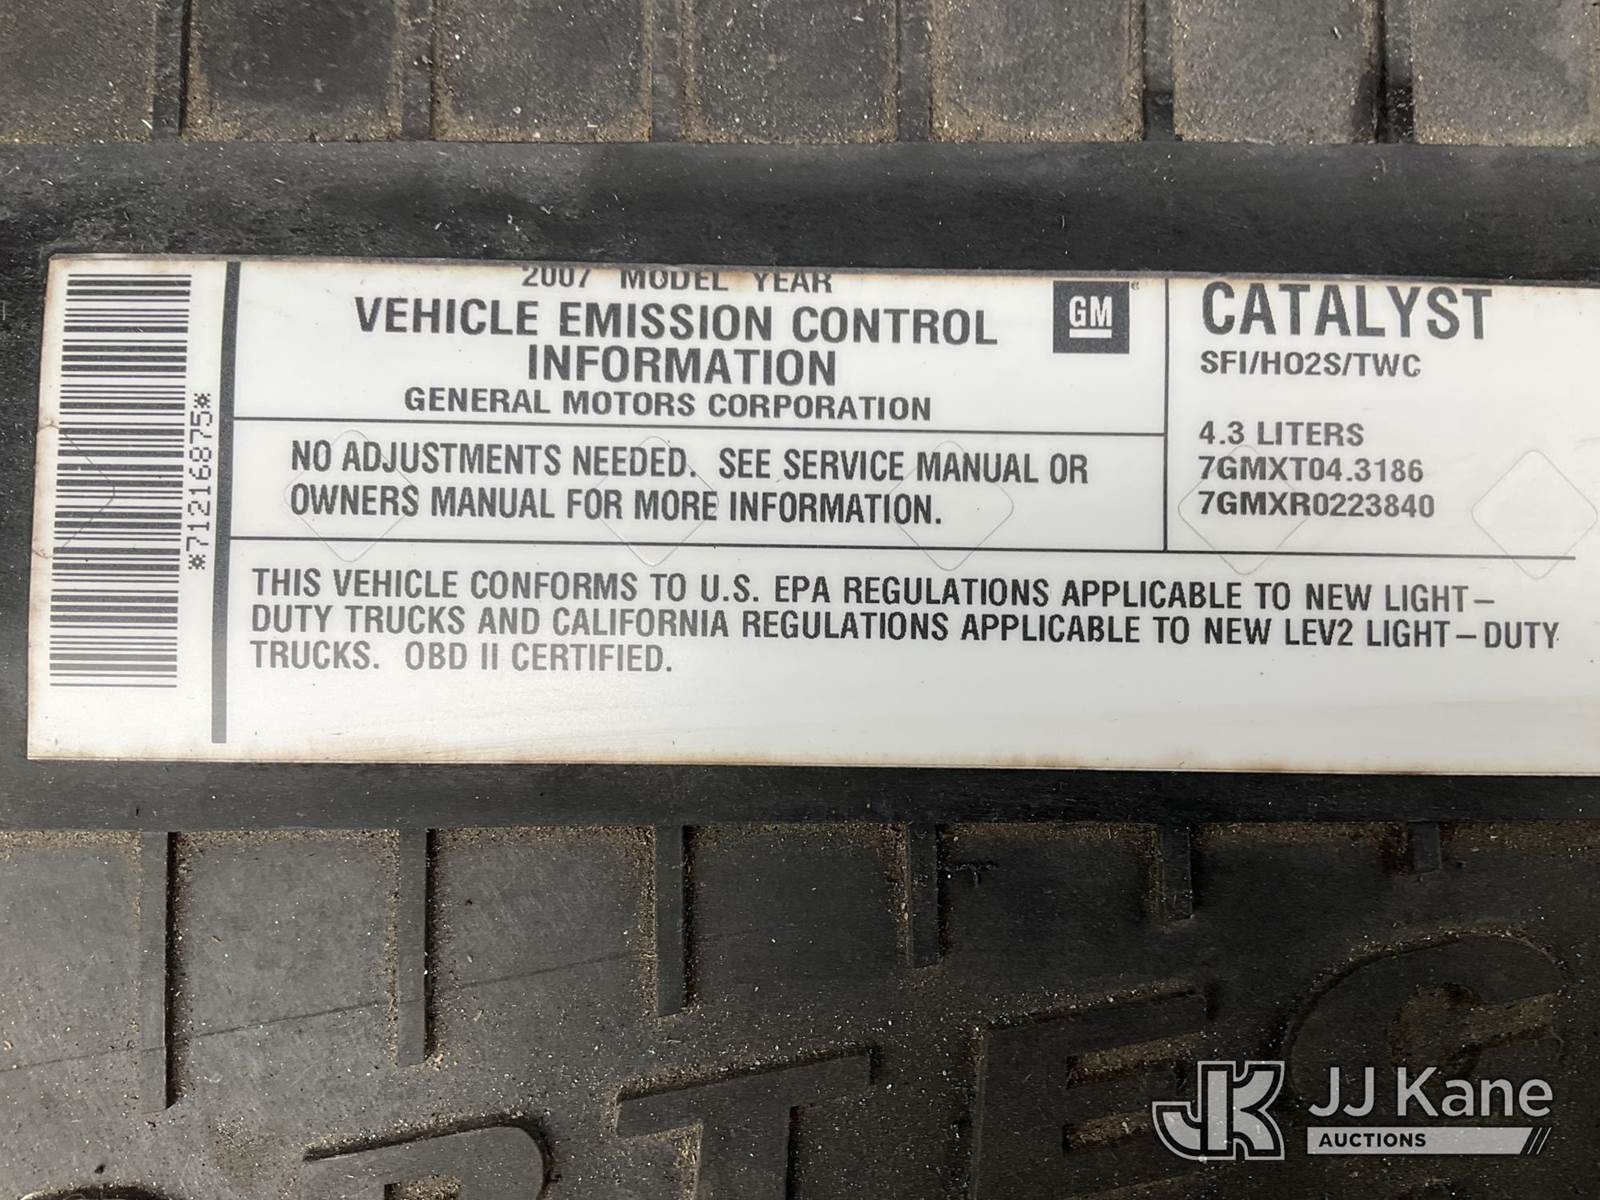 2007 MODEL YEAR
VEHICLE EMISSION CONTROL
INFORMATION
GENERAL MOTORS CORPORATION
GM
CATALYST
SFI/HO2S/TWC
4.3 LITERS
7GMXT04.3186
7GMXR0223840
NO ADJUSTMENTS NEEDED. SEE SERVICE MANUAL OR
OWNERS MANUAL FOR MORE INFORMATION.
THIS VEHICLE CONFORMS TO U.S. EPA REGULATIONS APPLICABLE TO NEW LIGHT-
DUTY TRUCKS AND CALIFORNIA REGULATIONS APPLICABLE TO NEW LEV2 LIGHT-DUTY
TRUCKS. OBD II CERTIFIED.
*71216875*
JK JJ Kane
AUCTIONS